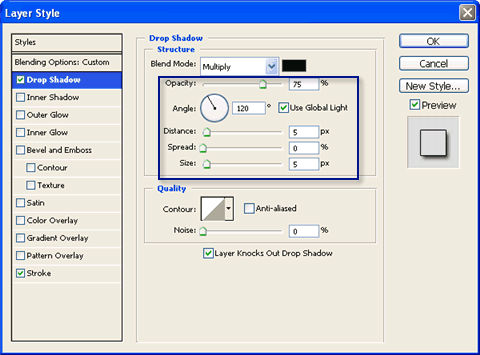 Layer Style
Styles
Blending Options: Custom
Drop Shadow
Inner Shadow
Outer Glow
Inner Glow
Bevel and Emboss
Contour
Texture
Satin
Color Overlay
Gradient Overlay
Pattern Overlay
Stroke
Drop Shadow
Structure
Blend Mode: Multiply
Opacity: 75 %
Angle: 120 ° Use Global Light
Distance: 5 px
Spread: 0 %
Size: 5 px
Quality
Contour: Anti-aliased
Noise: 0 %
Layer Knocks Out Drop Shadow
OK
Cancel
New Style...
Preview